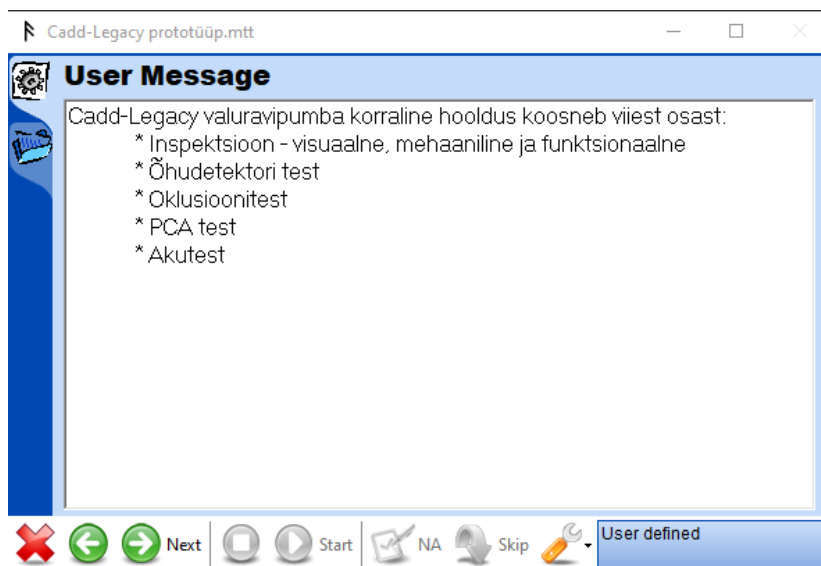 Cadd-Legacy prototüüp.mtt
User Message
Cadd-Legacy valuravipumba korraline hooldus koosneb viiest osast:
* Inspektsioon - visuaalne, mehaaniline ja funktsionaalne
* Õhudetektori test
* Oklusioonitest
* PCA test
* Akutest
Next Start NA Skip User defined